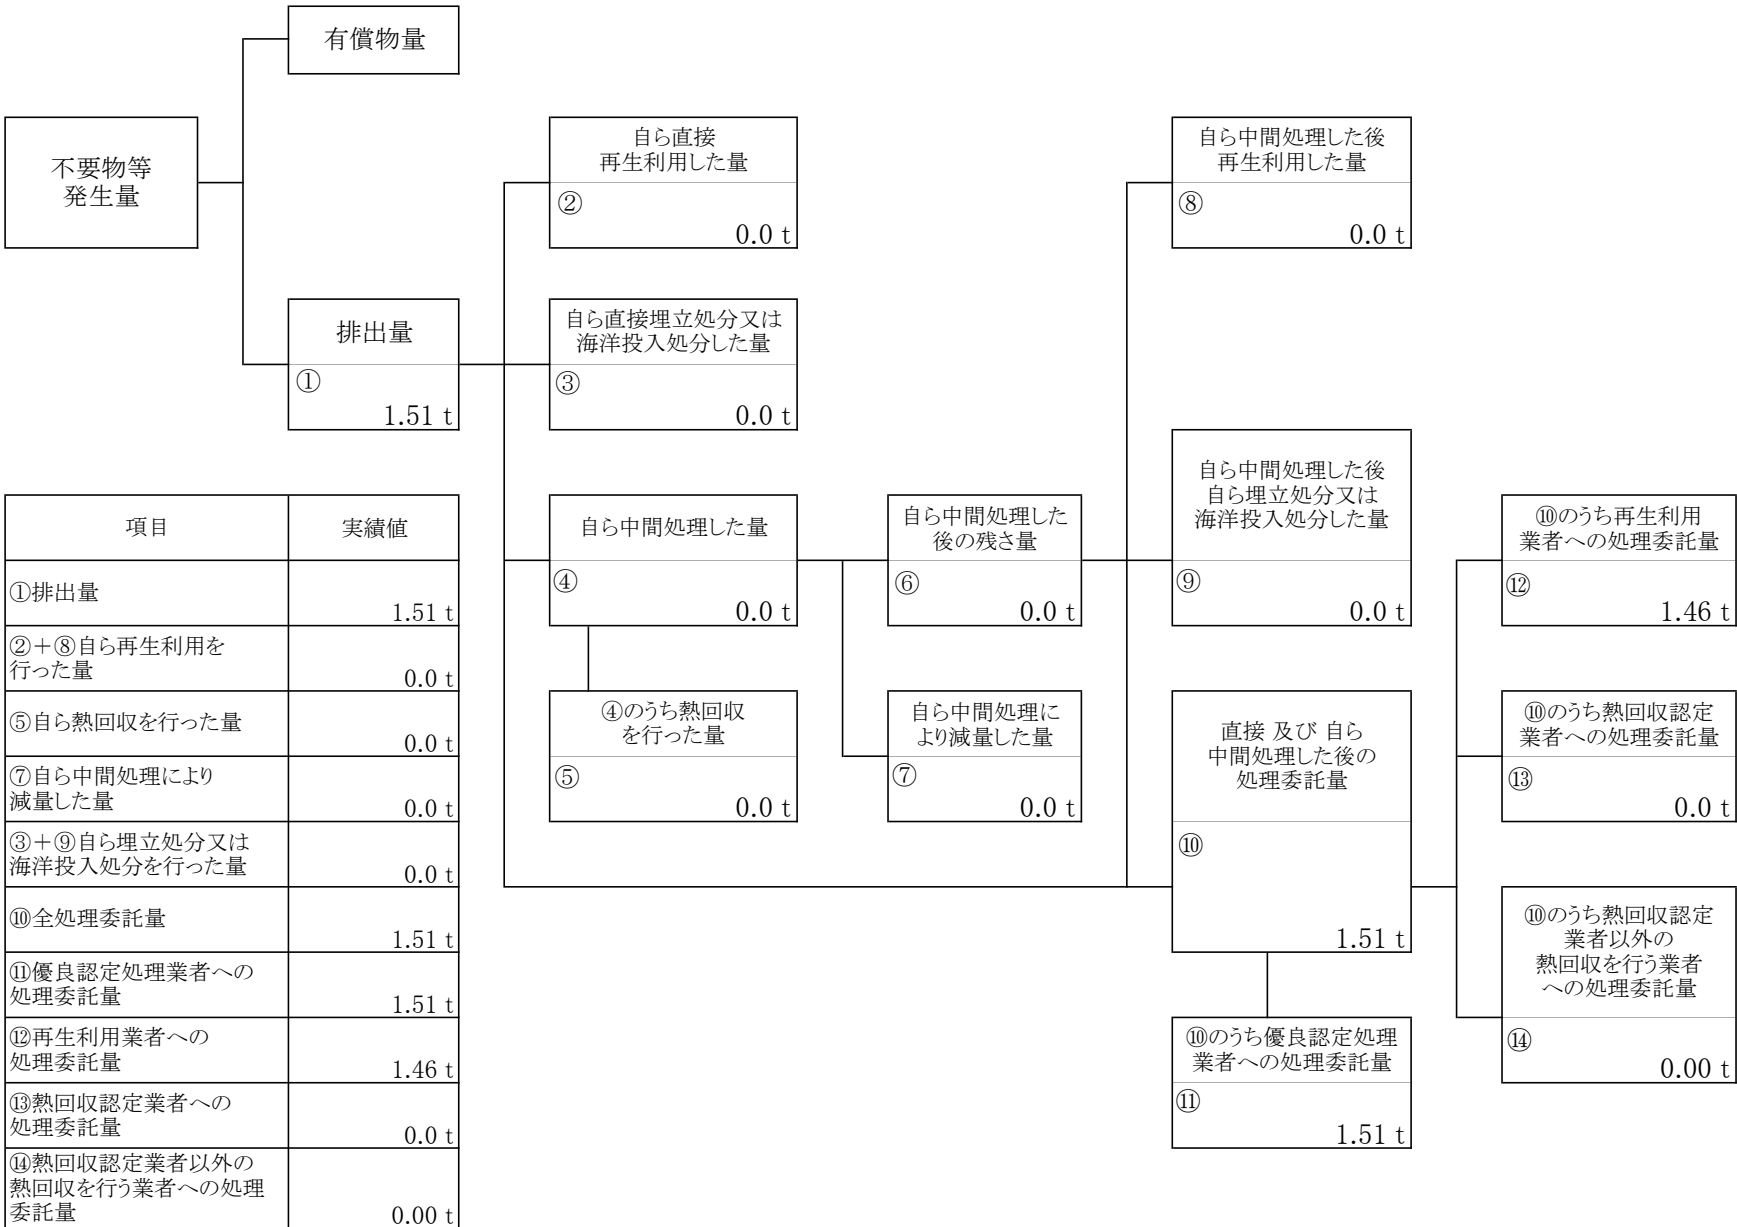 有償物量
不要物等
発生量
自ら直接
再生利用した量
②
0.0 t
自ら中間処理した後
再生利用した量
⑧
0.0 t
排出量
①
1.51 t
自ら直接埋立処分又は
海洋投入処分した量
③
0.0 t
自ら中間処理した量
④
0.0 t
自ら中間処理した
後の残さ量
⑥
0.0 t
自ら中間処理した後
自ら埋立処分又は
海洋投入処分した量
⑨
0.0 t
⑩のうち再生利用
業者への処理委託量
⑫
1.46 t
④のうち熱回収
を行った量
⑤
0.0 t
自ら中間処理に
より減量した量
⑦
0.0 t
直接 及び 自ら
中間処理した後の
処理委託量
⑩
1.51 t
⑩のうち熱回収認定
業者への処理委託量
⑬
0.0 t
⑩のうち熱回収認定
業者以外の
熱回収を行う業者
への処理委託量
⑭
0.00 t
⑩のうち優良認定処理
業者への処理委託量
⑪
1.51 t
項目 実績値
①排出量
1.51 t
②＋⑧自ら再生利用を
行った量
0.0 t
⑤自ら熱回収を行った量
0.0 t
⑦自ら中間処理により
減量した量
0.0 t
③＋⑨自ら埋立処分又は
海洋投入処分を行った量
0.0 t
⑩全処理委託量
1.51 t
⑪優良認定処理業者への
処理委託量
1.51 t
⑫再生利用業者への
処理委託量
1.46 t
⑬熱回収認定業者への
処理委託量
0.0 t
⑭熱回収認定業者以外の
熱回収を行う業者への処理
委託量
0.00 t